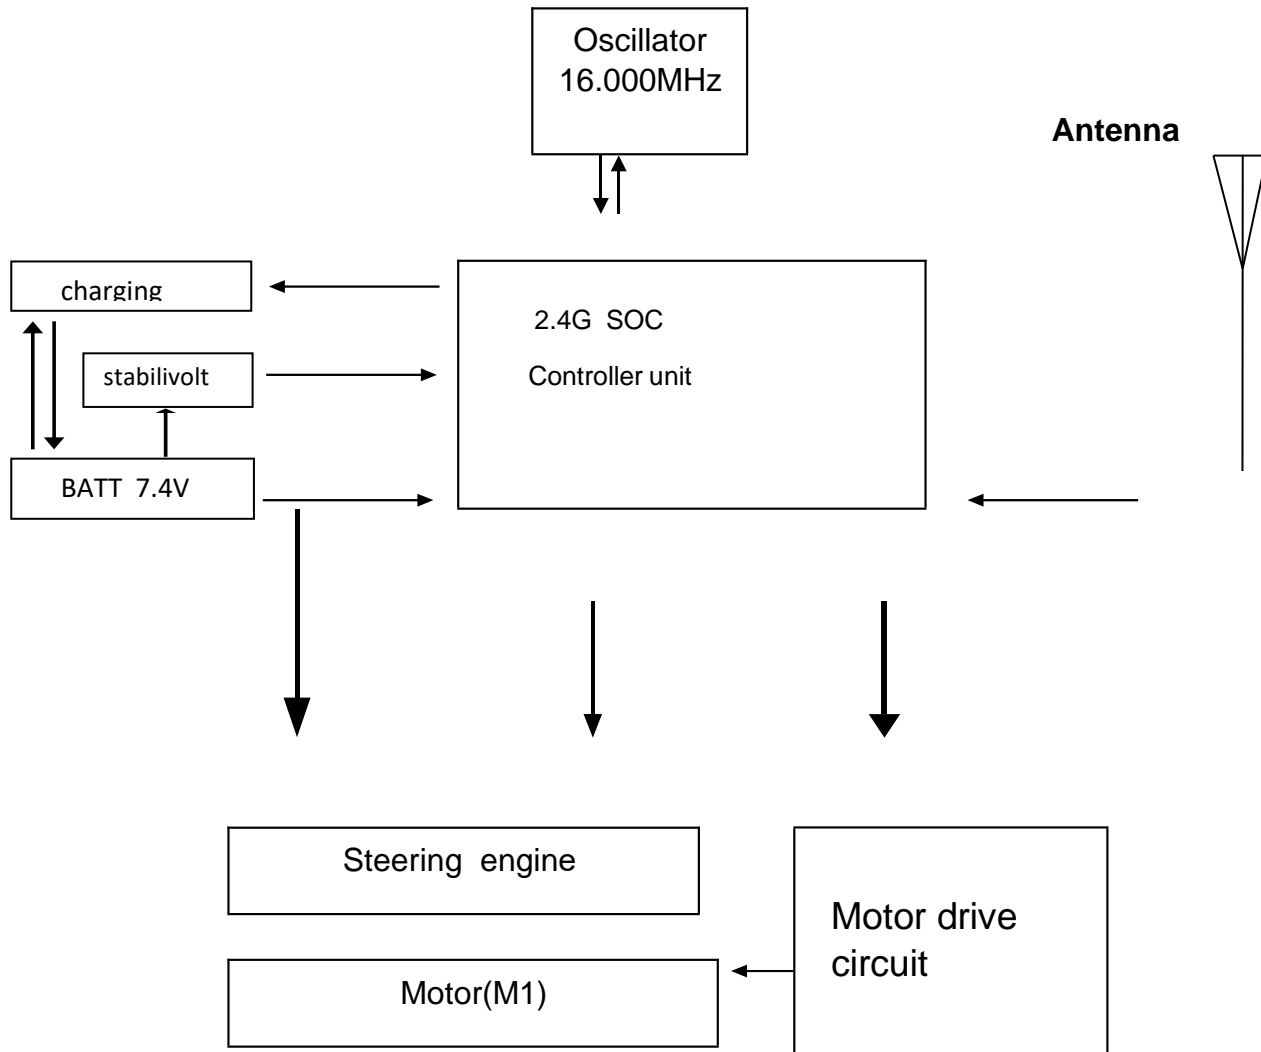 Oscillator
16.000MHz
Antenna
charging
2.4G SOC
stabilivolt
Controller unit
BATT 7.4V
Steering engine
Motor drive
circuit
Motor(M1)